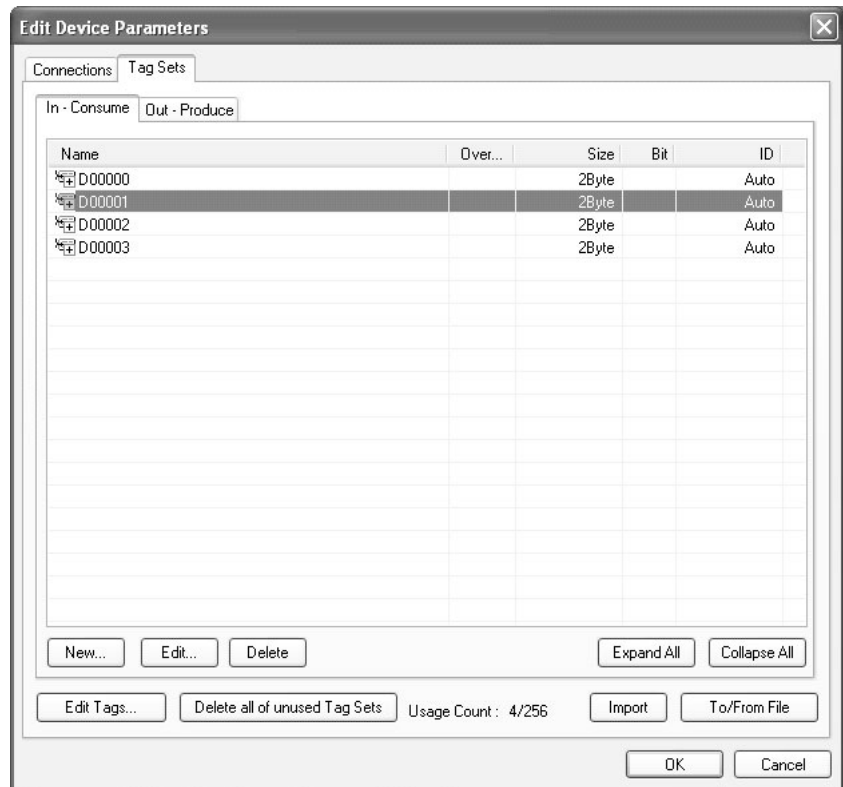 Edit Device Parameters
Connections Tag Sets
In - Consume Out - Produce
Name Over... Size Bit ID
D00000 2Byte Auto
D00001 2Byte Auto
D00002 2Byte Auto
D00003 2Byte Auto
New... Edit... Delete Expand All Collapse All
Edit Tags... Delete all of unused Tag Sets Usage Count : 4/256 Import To/From File
OK Cancel